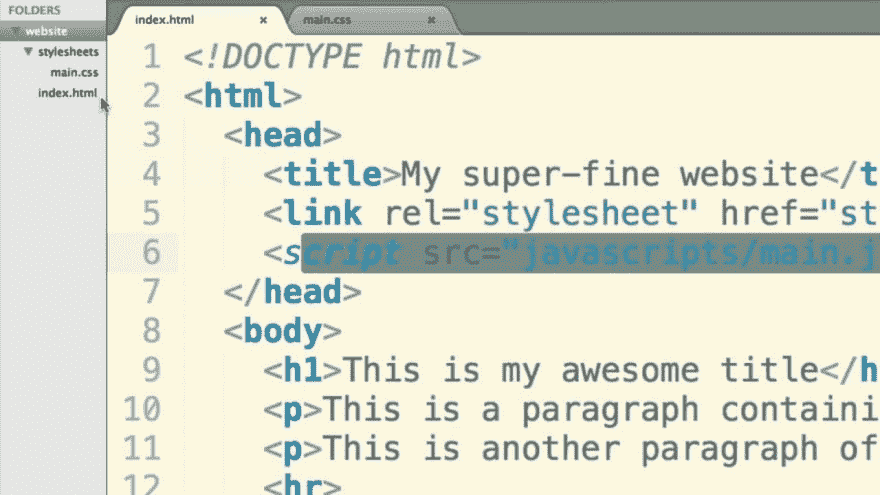 FOLDERS
website
stylesheets
main.css
index.html
index.html ×
main.css ×
1 <!DOCTYPE html>
2 <html>
3 <head>
4 <title>My super-fine website</t
5 <link rel="stylesheet" href="st
6 <script src="javascripts/main.j
7 </head>
8 <body>
9 <h1>This is my awesome title</h
10 <p>This is a paragraph containi
11 <p>This is another paragraph of
12 <hr>